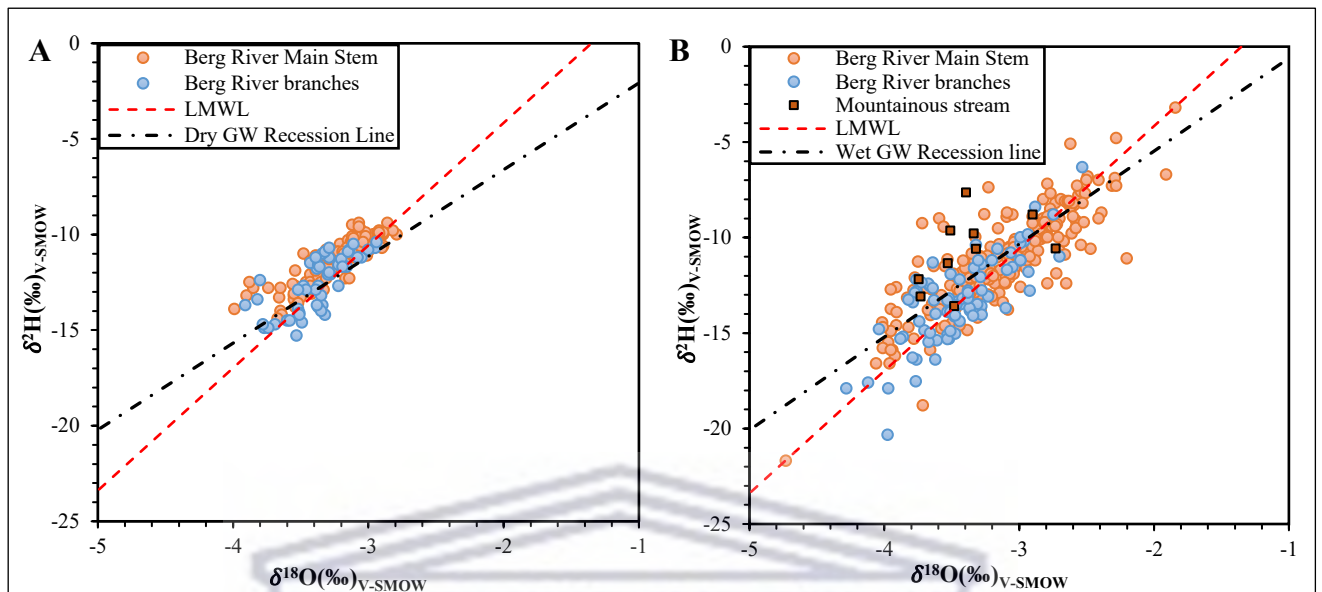 A
Berg River Main Stem
Berg River branches
LMWL
Dry GW Recession Line
0
-5
-10
-15
-20
-25
-5
-4
-3
-2
-1
δ²H(‰)V-SMOW
δ¹⁸O(‰)V-SMOW
B
Berg River Main Stem
Berg River branches
Mountainous stream
LMWL
Wet GW Recession line
0
-5
-10
-15
-20
-25
-5
-4
-3
-2
-1
δ²H(‰)V-SMOW
δ¹⁸O(‰)V-SMOW